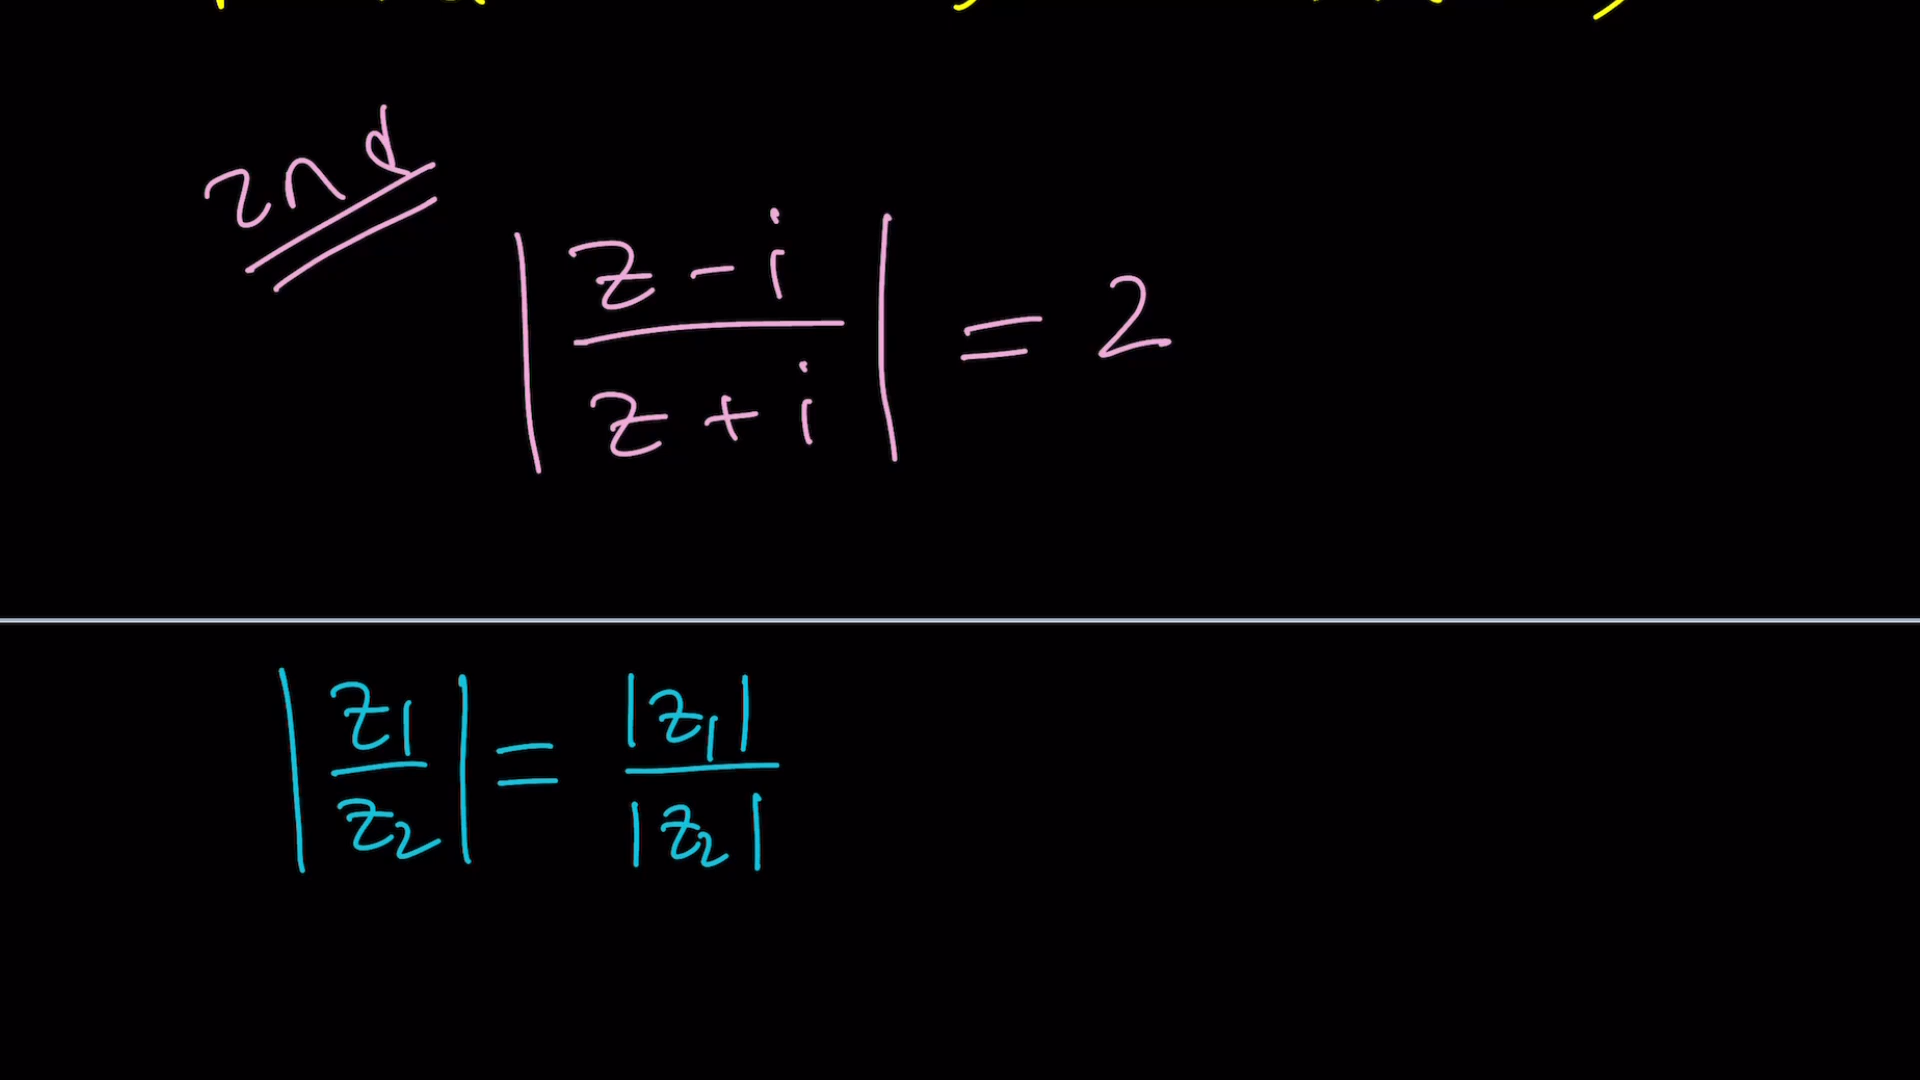 2nd
|z - i / z + i| = 2
|z₁ / z₂| = |z₁| / |z₂|